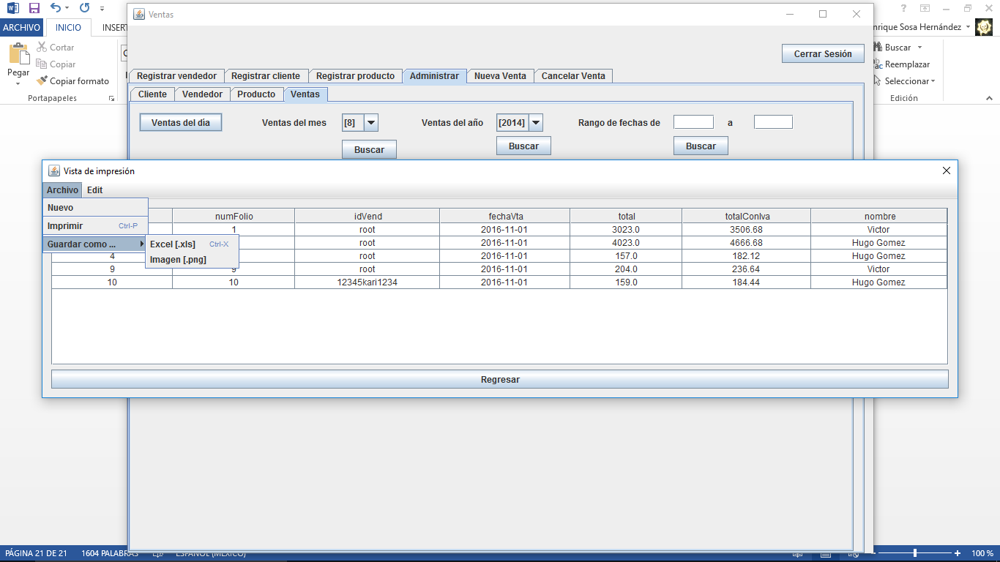 Ventas
ARCHIVO INICIO INSERT
nrique Sosa Hernández
Cortar
Copiar
Copiar formato
Pegar
Portapapeles
Buscar
Reemplazar
Seleccionar
Edición
Cerrar Sesión
Registrar vendedor Registrar cliente Registrar producto Administrar Nueva Venta Cancelar Venta
Cliente Vendedor Producto Ventas
Ventas del día Ventas del mes [8] Ventas del año [2014] Rango de fechas de a
Buscar Buscar Buscar
Vista de impresión
Archivo Edit
Nuevo
Imprimir Ctrl-P
Guardar como ...
Excel [.xls] Ctrl-X
Imagen [.png]
numFolio idVend fechaVta total totalConIva nombre
1 root 2016-11-01 3023.0 3506.68 Victor
root 2016-11-01 4023.0 4666.68 Hugo Gomez
4 root 2016-11-01 157.0 182.12 Hugo Gomez
9 9 root 2016-11-01 204.0 236.64 Victor
10 10 12345kari1234 2016-11-01 159.0 184.44 Hugo Gomez
Regresar
PÁGINA 21 DE 21 1604 PALABRAS ESPAÑOL (MÉXICO) 100 %